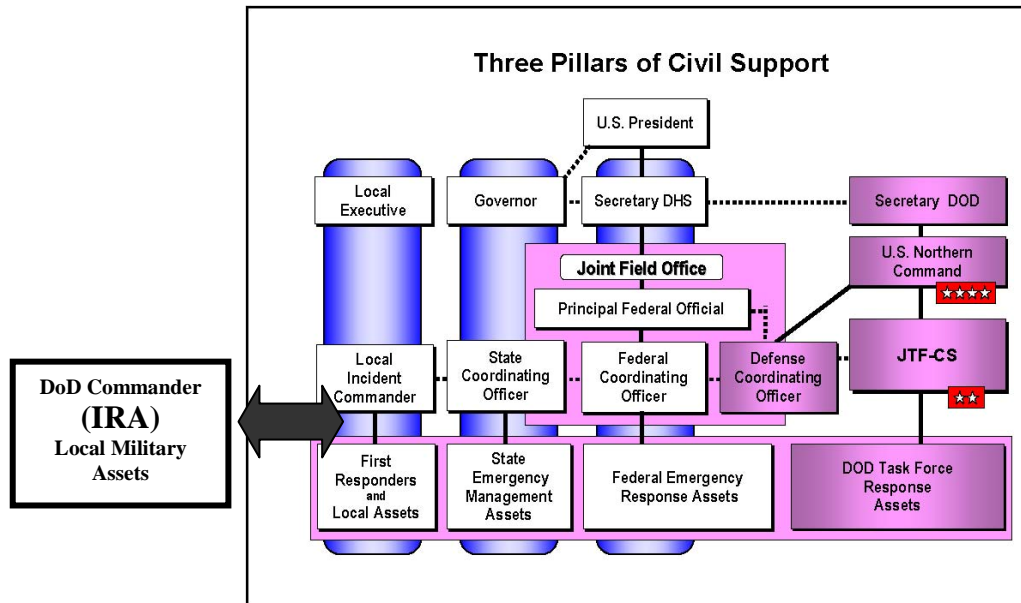 Three Pillars of Civil Support
U.S. President
Local
Executive
Governor
Secretary DHS
Secretary DOD
U.S. Northern
Command
Joint Field Office
Principal Federal Official
Local
Incident
Commander
State
Coordinating
Officer
Federal
Coordinating
Officer
Defense
Coordinating
Officer
JTF-CS
DoD Commander
(IRA)
Local Military
Assets
First
Responders
and
Local Assets
State
Emergency
Management
Assets
Federal Emergency
Response Assets
DOD Task Force
Response
Assets